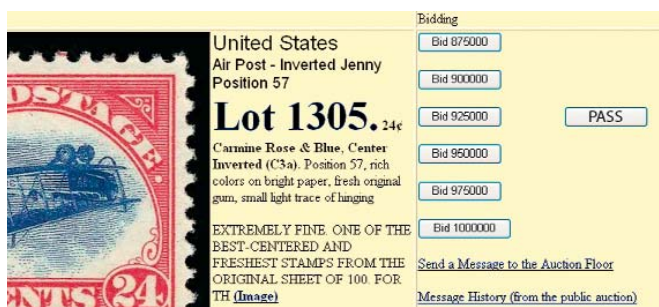 Bidding
United States
Air Post - Inverted Jenny
Position 57
Lot 1305. 24¢
Carmine Rose & Blue, Center
Inverted (C3a). Position 57, rich
colors on bright paper, fresh original
gum, small light trace of hinging
EXTREMELY FINE. ONE OF THE
BEST-CENTERED AND
FRESHEST STAMPS FROM THE
ORIGINAL SHEET OF 100. FOR
TH (Image)
Bid 875000
Bid 900000
Bid 925000
PASS
Bid 950000
Bid 975000
Bid 1000000
Send a Message to the Auction Floor
Message History (from the public auction)
OSTAGE
24
NTS